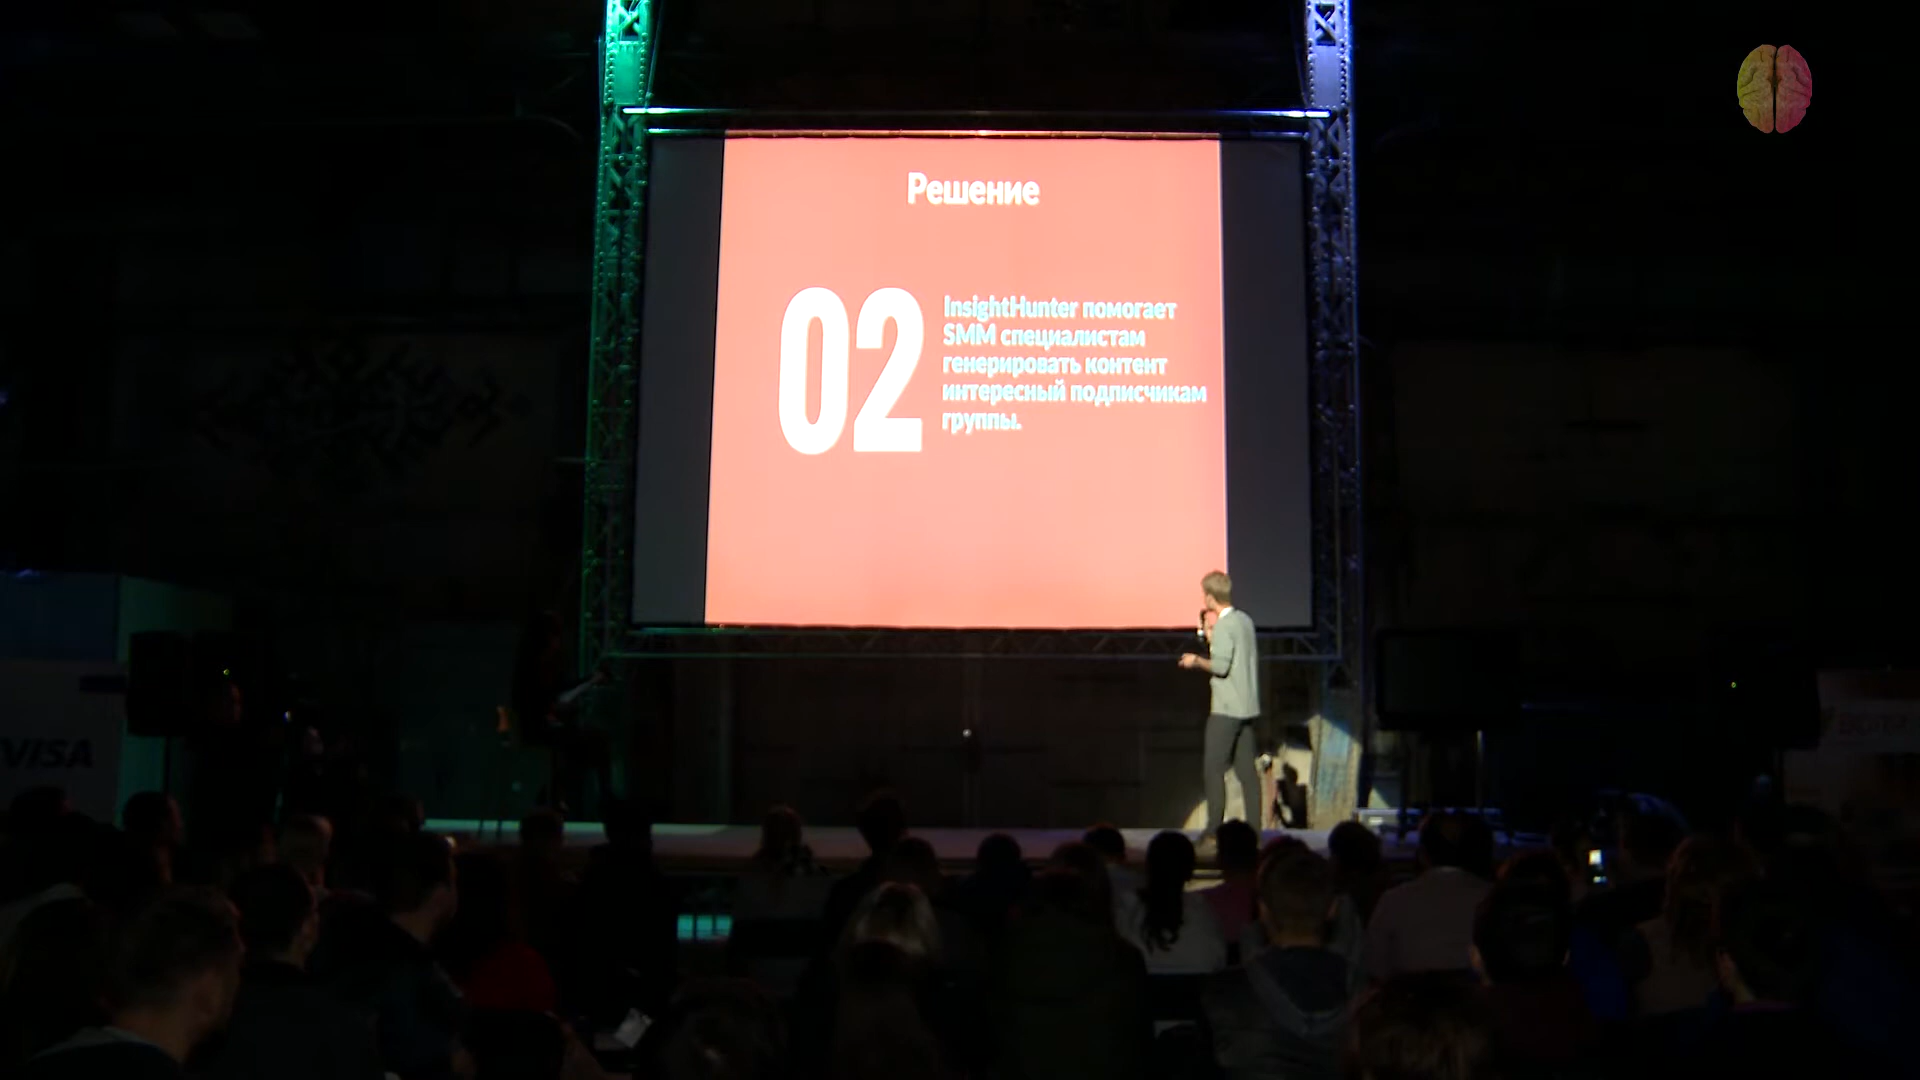 Решение
02
InsightHunter помогает
SMM специалистам
генерировать контент
интересный подписчикам
группы.
VISA